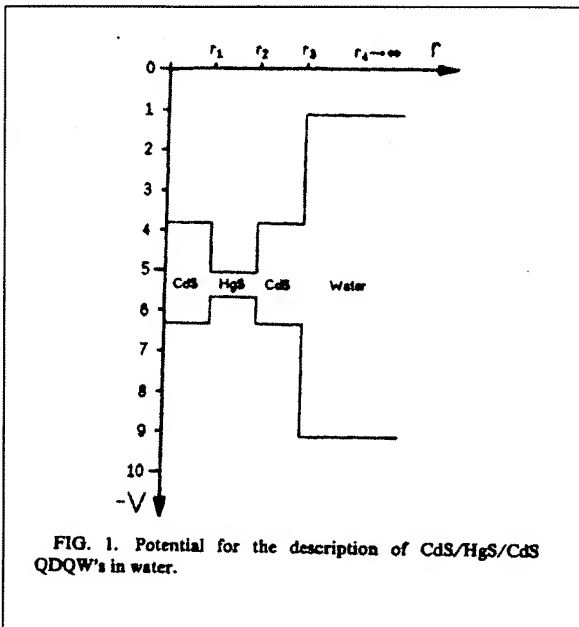 r₁ r₂ r₃ r₄→∞ r
0
1
2
3
4
5
6
7
8
9
10
-V
CdS HgS CdS Water
FIG. 1. Potential for the description of CdS/HgS/CdS
QDQW's in water.